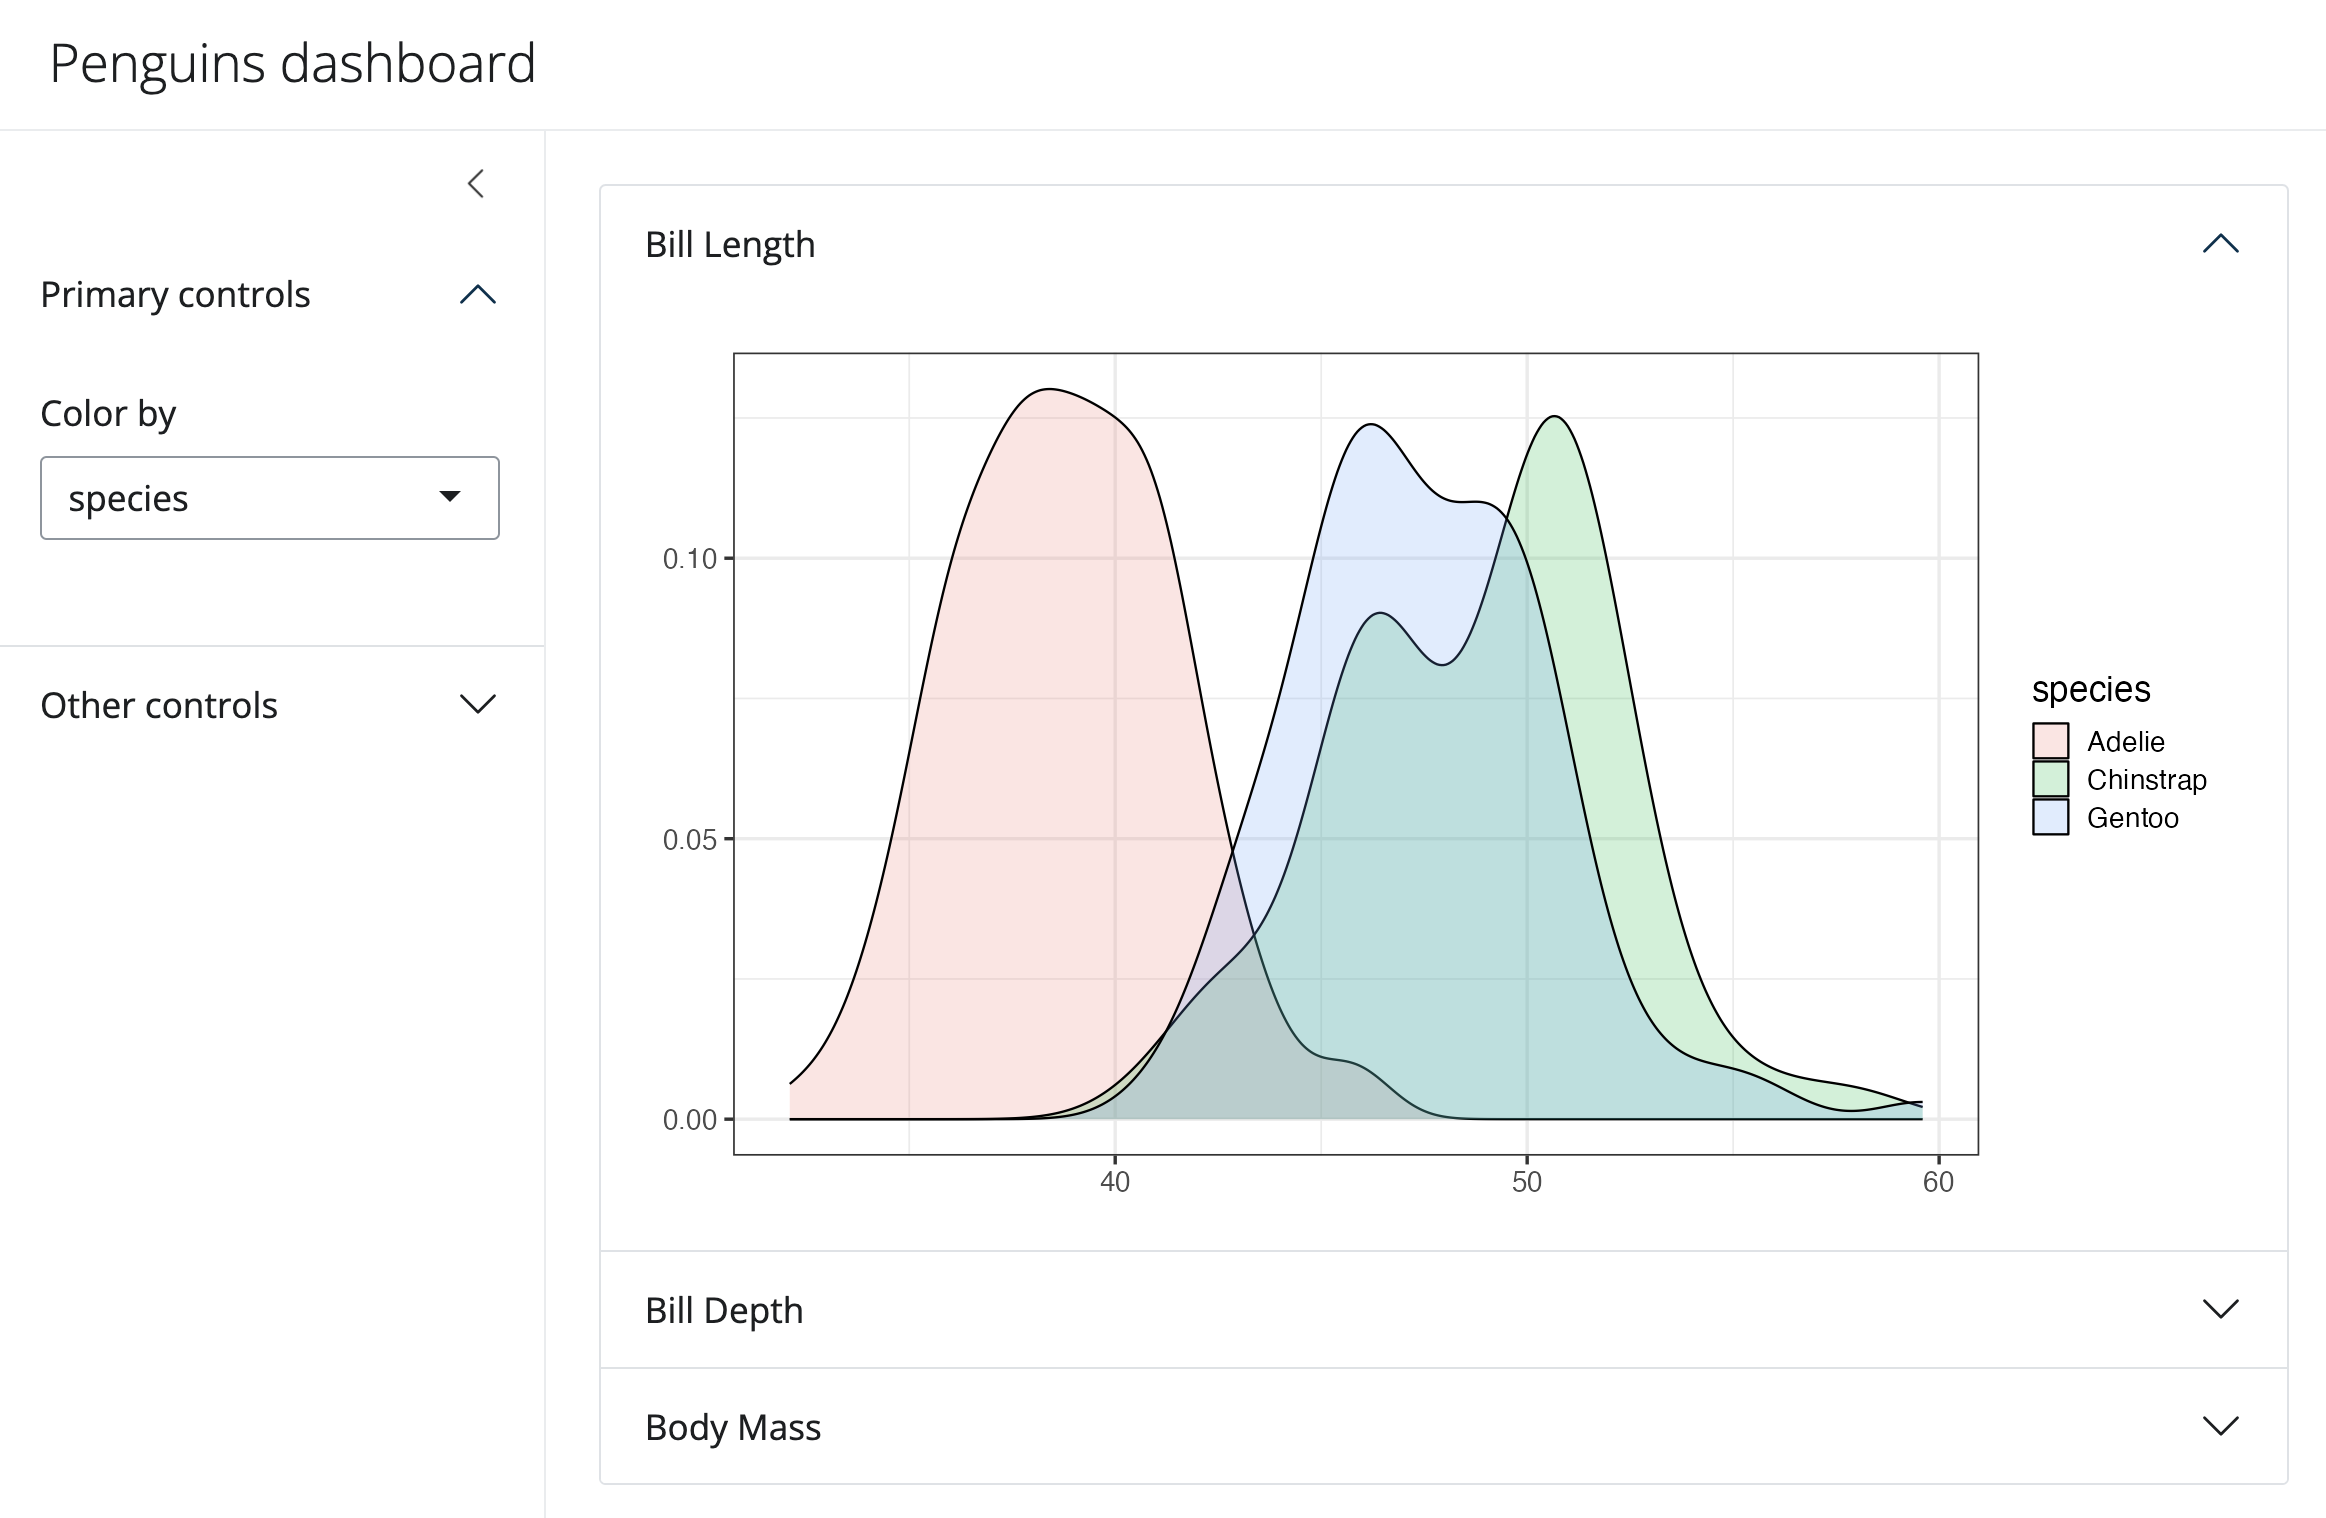 Penguins dashboard
Primary controls
Color by
species
Other controls
Bill Length
0.10
0.05
0.00
40 50 60
species
Adelie
Chinstrap
Gentoo
Bill Depth
Body Mass